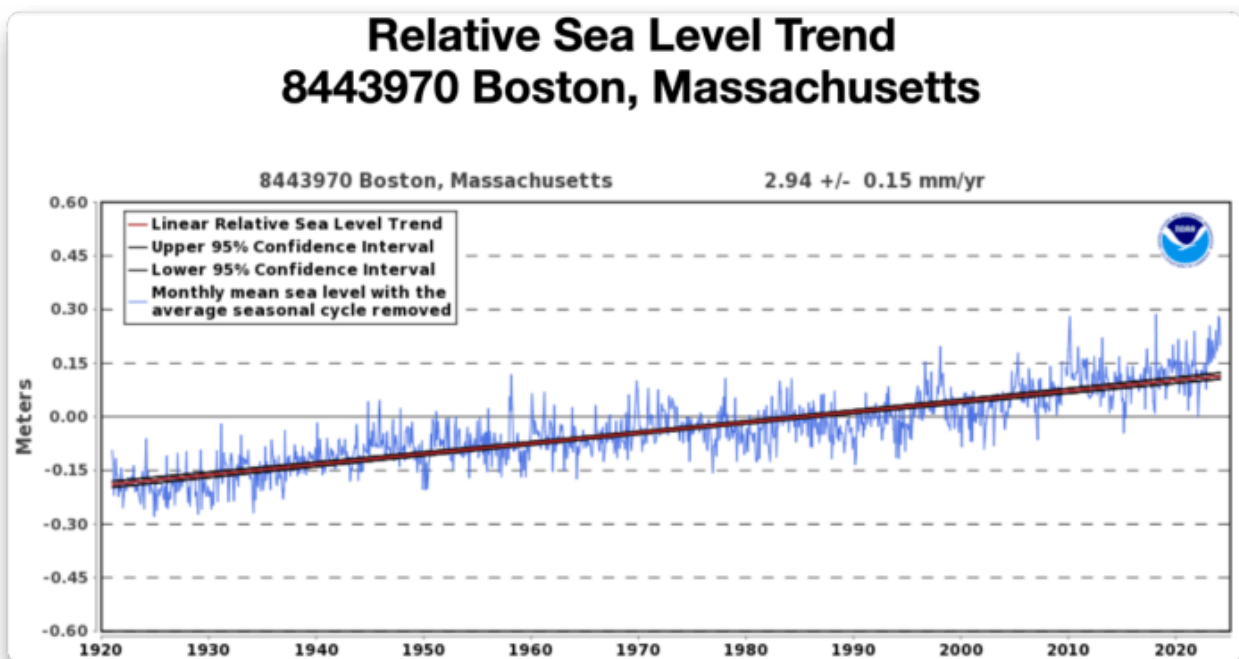 Relative Sea Level Trend
8443970 Boston, Massachusetts
8443970 Boston, Massachusetts 2.94 +/- 0.15 mm/yr
Linear Relative Sea Level Trend
Upper 95% Confidence Interval
Lower 95% Confidence Interval
Monthly mean sea level with the
average seasonal cycle removed
NOAA
Meters
0.60
0.45
0.30
0.15
0.00
-0.15
-0.30
-0.45
-0.60
1920 1930 1940 1950 1960 1970 1980 1990 2000 2010 2020